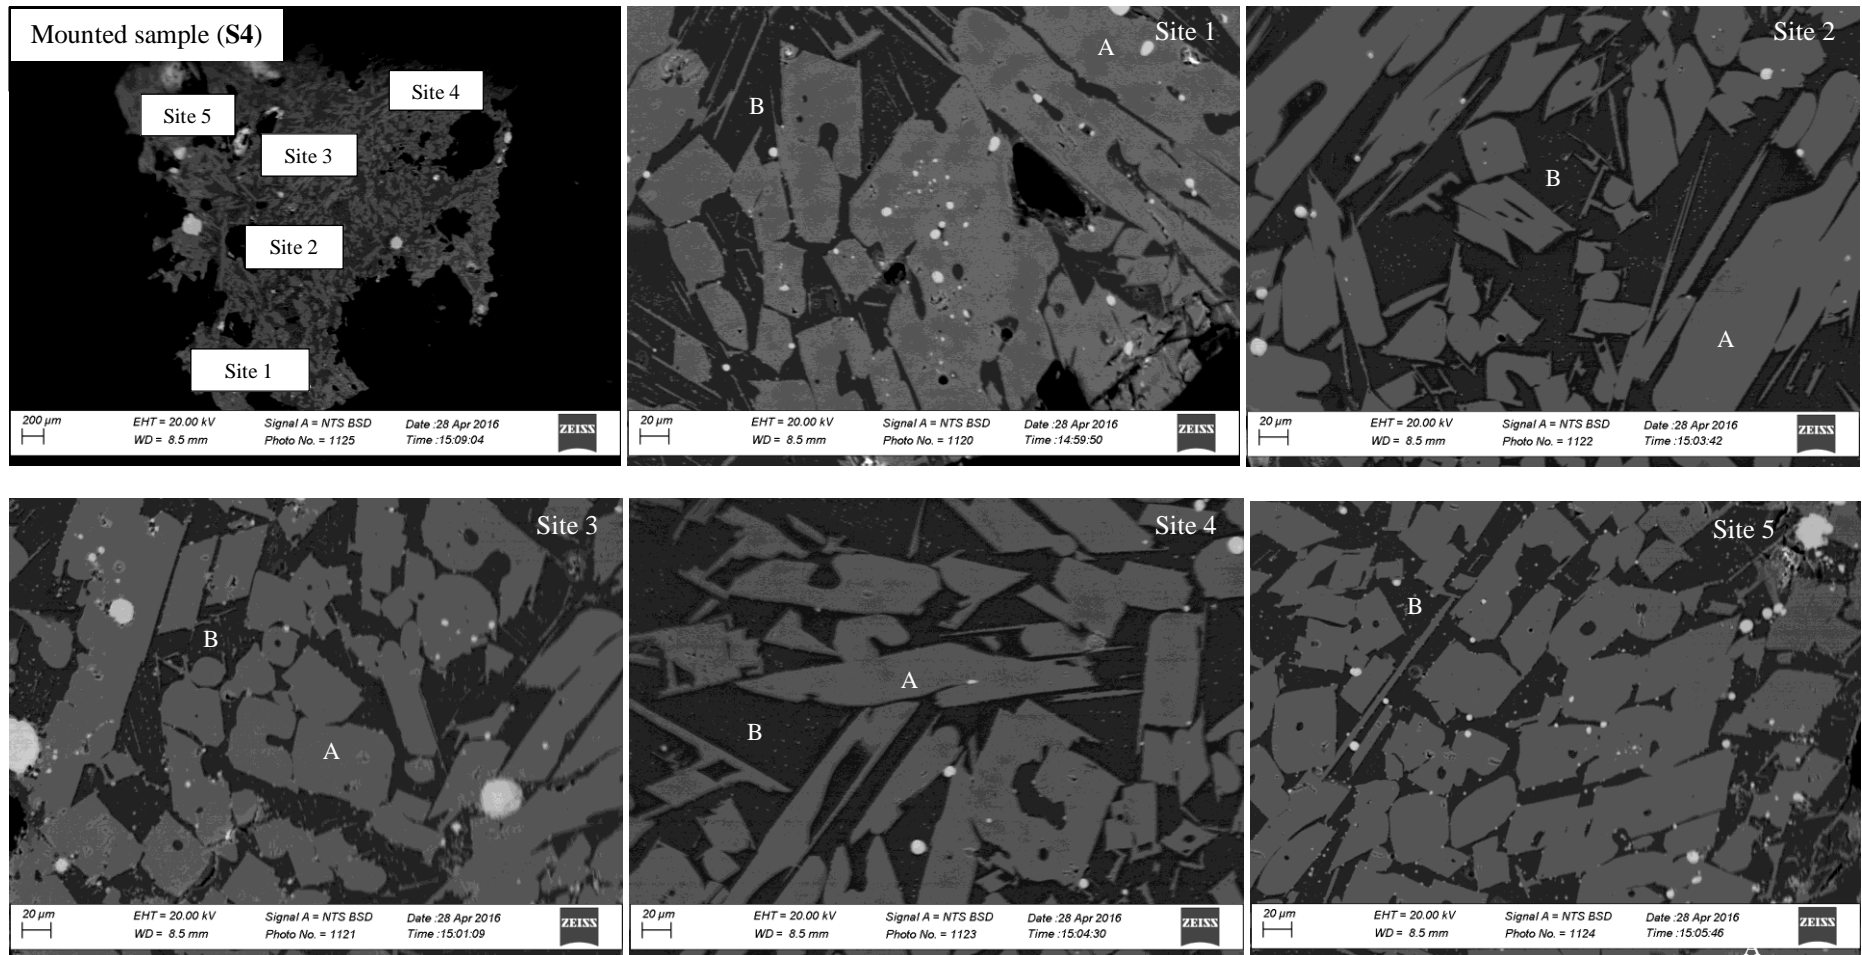 Mounted sample (S4)
Site 4
Site 5
Site 3
Site 2
Site 1
200 µm
EHT = 20.00 kV
Signal A = NTS BSD
Date :28 Apr 2016
WD = 8.5 mm
Photo No. = 1125
Time :15:09:04
ZEISS
Site 1
A
B
20 µm
EHT = 20.00 kV
Signal A = NTS BSD
Date :28 Apr 2016
WD = 8.5 mm
Photo No. = 1120
Time :14:59:50
ZEISS
Site 2
B
A
20 µm
EHT = 20.00 kV
Signal A = NTS BSD
Date :28 Apr 2016
WD = 8.5 mm
Photo No. = 1122
Time :15:03:42
ZEISS
Site 3
B
A
20 µm
EHT = 20.00 kV
Signal A = NTS BSD
Date :28 Apr 2016
WD = 8.5 mm
Photo No. = 1121
Time :15:01:09
ZEISS
Site 4
A
B
20 µm
EHT = 20.00 kV
Signal A = NTS BSD
Date :28 Apr 2016
WD = 8.5 mm
Photo No. = 1123
Time :15:04:30
ZEISS
Site 5
B
20 µm
EHT = 20.00 kV
Signal A = NTS BSD
Date :28 Apr 2016
WD = 8.5 mm
Photo No. = 1124
Time :15:05:46
ZEISS
A